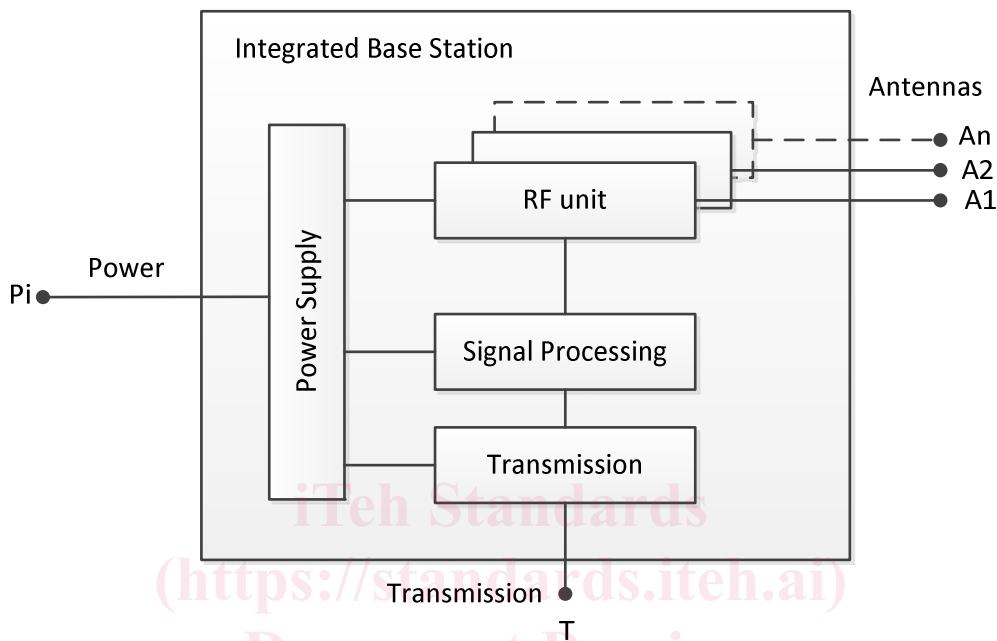 Integrated Base Station
Antennas
An
A2
A1
RF unit
Power
Pi
Power Supply
Signal Processing
Transmission
iTeh Standards
(https://standards.iteh.ai)
Transmission
T